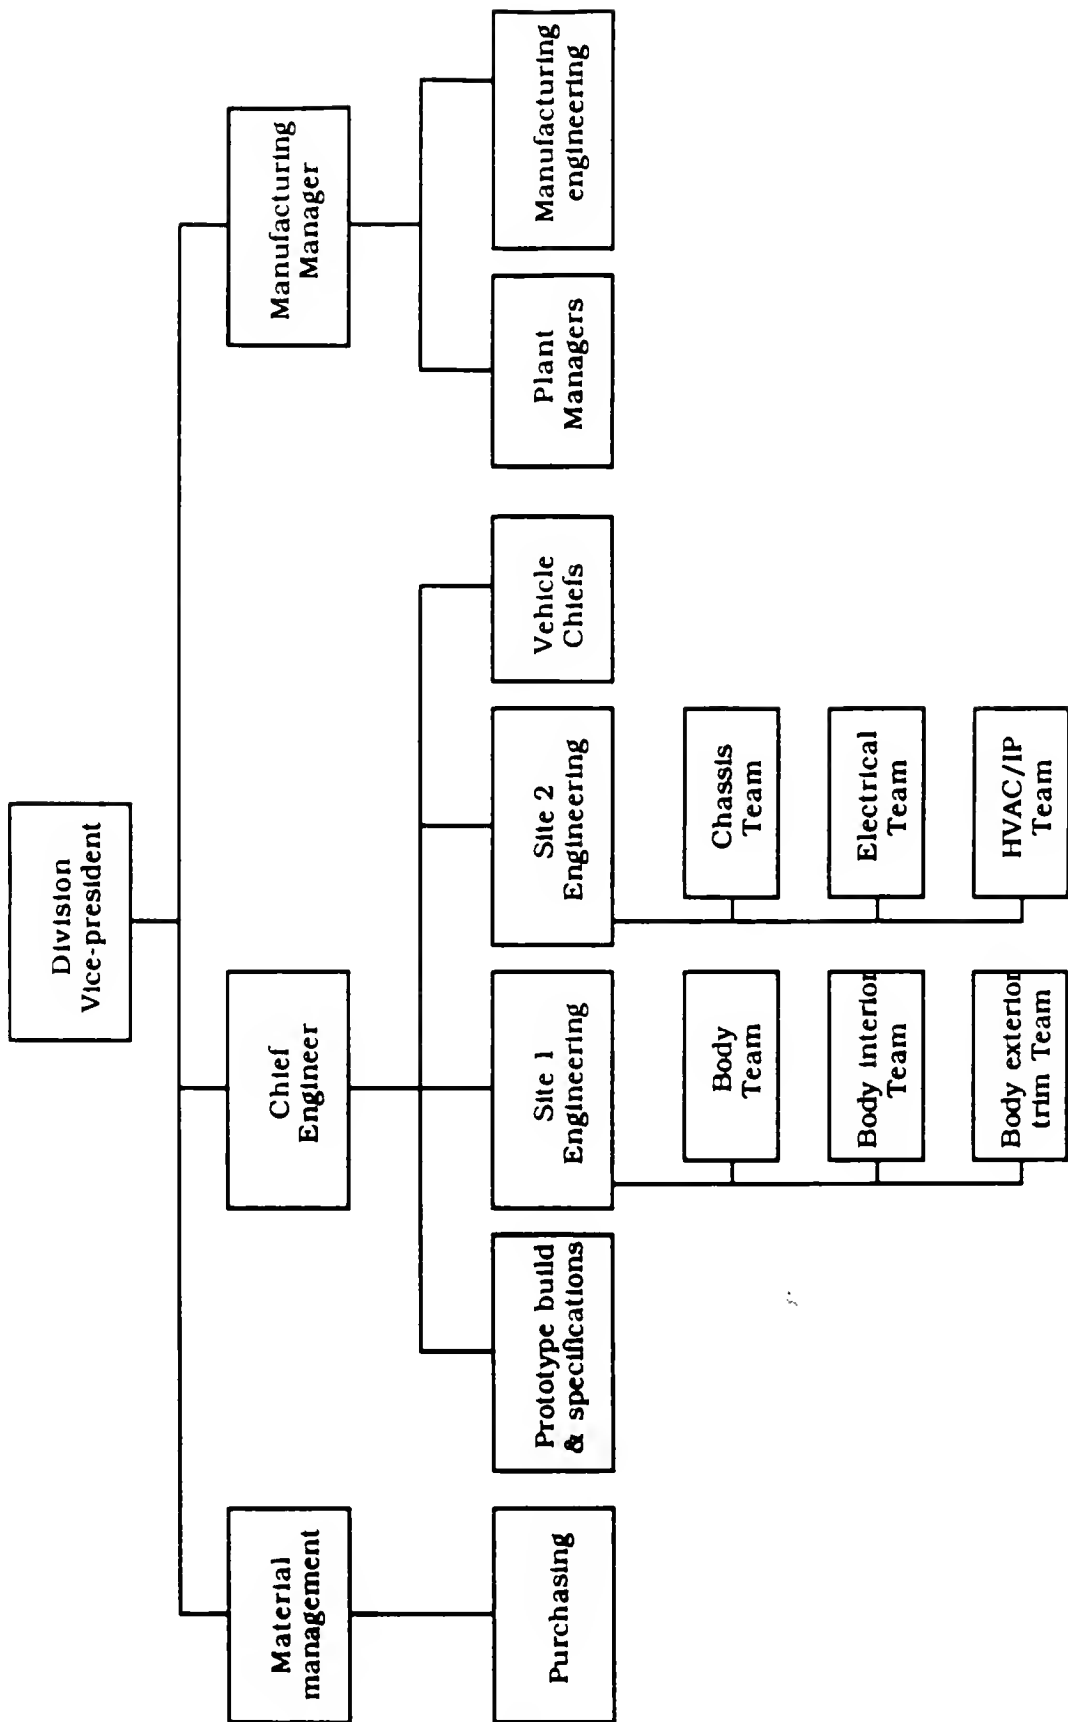 Division
Vice-president
Material
management
Chief
Engineer
Manufacturing
Manager
Purchasing
Prototype build
& specifications
Site 1
Engineering
Site 2
Engineering
Vehicle
Chiefs
Plant
Managers
Manufacturing
engineering
Body
Team
Chassis
Team
Body interior
Team
Electrical
Team
Body exterior
trim Team
HVAC/IP
Team